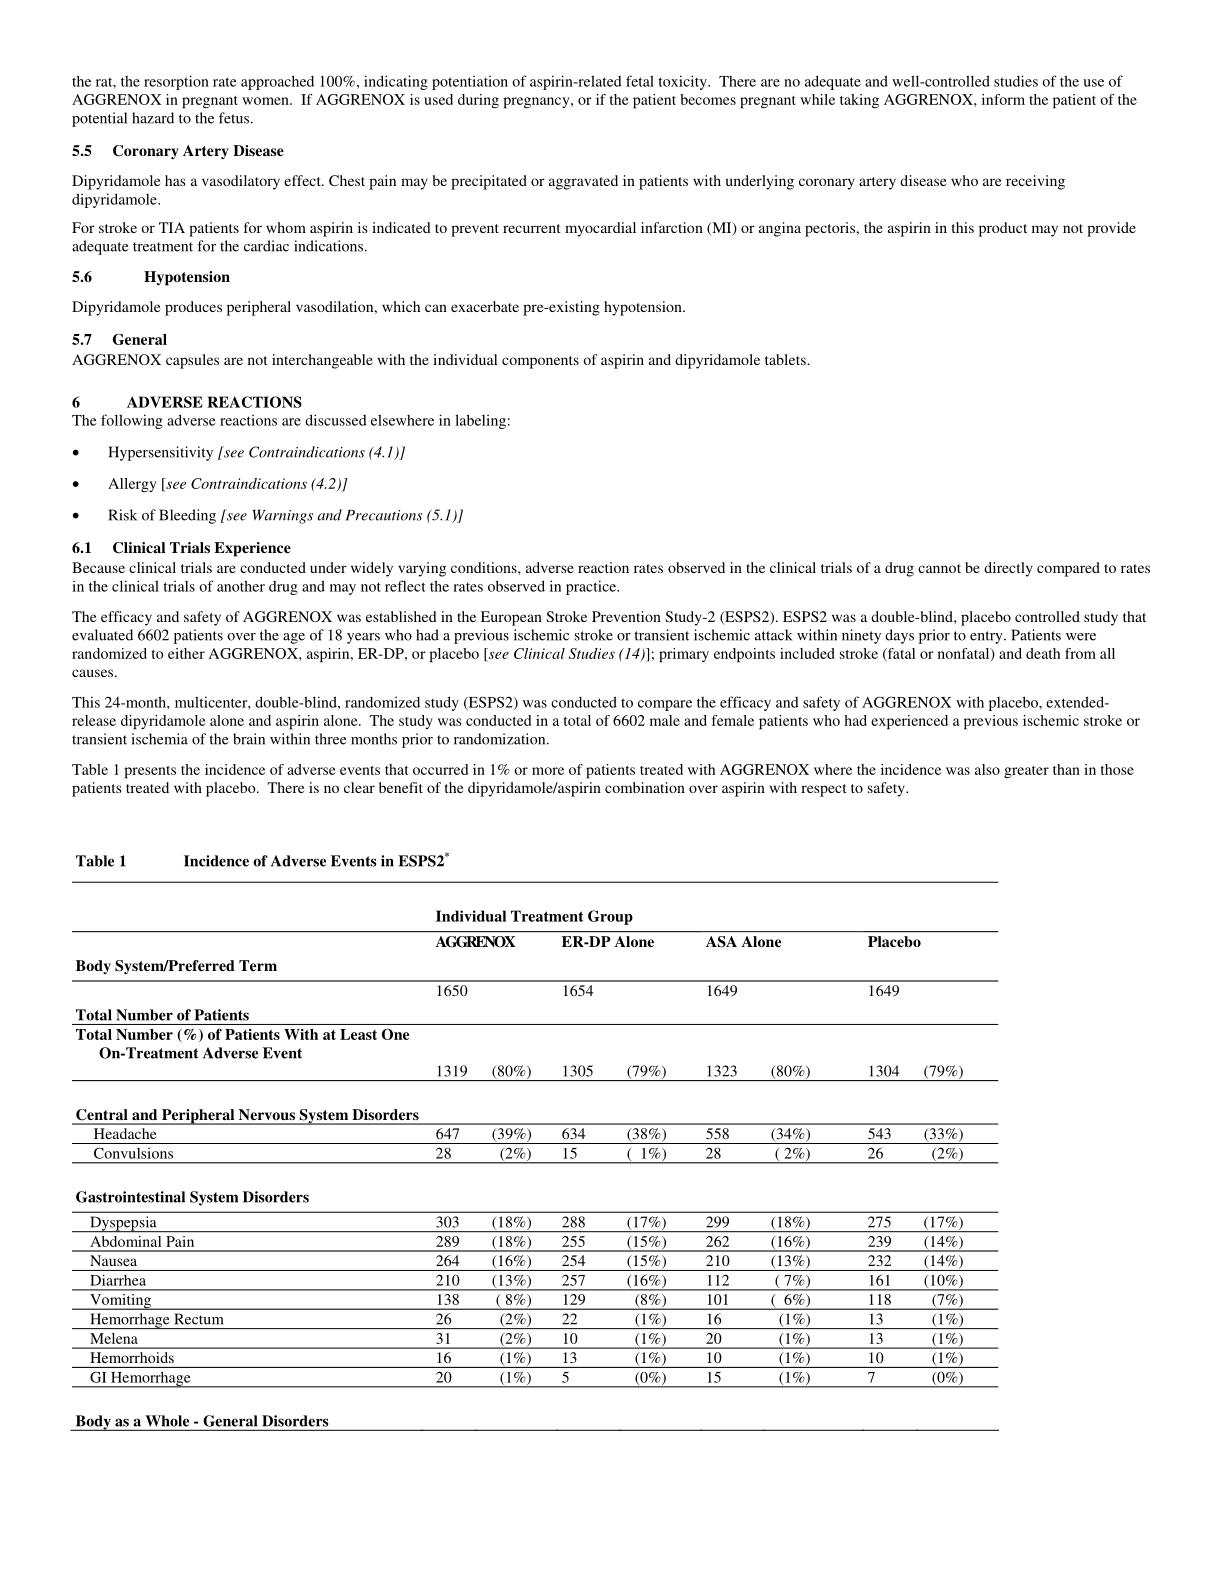 the rat, the resorption rate approached 100%, indicating potentiation of aspirin-related fetal toxicity.  There are no adequate and well-controlled studies of the use of
AGGRENOX in pregnant women.  If AGGRENOX is used during pregnancy, or if the patient becomes pregnant while taking AGGRENOX, inform the patient of the
potential hazard to the fetus.
5.5 Coronary Artery Disease
Dipyridamole has a vasodilatory effect. Chest pain may be precipitated or aggravated in patients with underlying coronary artery disease who are receiving
dipyridamole.
For stroke or TIA patients for whom aspirin is indicated to prevent recurrent myocardial infarction (MI) or angina pectoris, the aspirin in this product may not provide
adequate treatment for the cardiac indications.
5.6 Hypotension
Dipyridamole produces peripheral vasodilation, which can exacerbate pre-existing hypotension.
5.7 General
AGGRENOX capsules are not interchangeable with the individual components of aspirin and dipyridamole tablets.
6 ADVERSE REACTIONS
The following adverse reactions are discussed elsewhere in labeling:
• Hypersensitivity [see Contraindications (4.1)]
• Allergy [see Contraindications (4.2)]
• Risk of Bleeding [see Warnings and Precautions (5.1)]
6.1 Clinical Trials Experience
Because clinical trials are conducted under widely varying conditions, adverse reaction rates observed in the clinical trials of a drug cannot be directly compared to rates
in the clinical trials of another drug and may not reflect the rates observed in practice.
The efficacy and safety of AGGRENOX was established in the European Stroke Prevention Study-2 (ESPS2). ESPS2 was a double-blind, placebo controlled study that
evaluated 6602 patients over the age of 18 years who had a previous ischemic stroke or transient ischemic attack within ninety days prior to entry. Patients were
randomized to either AGGRENOX, aspirin, ER-DP, or placebo [see Clinical Studies (14)]; primary endpoints included stroke (fatal or nonfatal) and death from all
causes.
This 24-month, multicenter, double-blind, randomized study (ESPS2) was conducted to compare the efficacy and safety of AGGRENOX with placebo, extended-
release dipyridamole alone and aspirin alone.  The study was conducted in a total of 6602 male and female patients who had experienced a previous ischemic stroke or
transient ischemia of the brain within three months prior to randomization.
Table 1 presents the incidence of adverse events that occurred in 1% or more of patients treated with AGGRENOX where the incidence was also greater than in those
patients treated with placebo.  There is no clear benefit of the dipyridamole/aspirin combination over aspirin with respect to safety.
Table 1 Incidence of Adverse Events in ESPS2*
Individual Treatment Group
AGGRENOX ER-DP Alone ASA Alone Placebo
Body System/Preferred Term
1650 1654 1649 1649
Total Number of Patients
Total Number (%) of Patients With at Least One
On-Treatment Adverse Event
1319 (80%) 1305 (79%) 1323 (80%) 1304 (79%)
Central and Peripheral Nervous System Disorders
Headache 647 (39%) 634 (38%) 558 (34%) 543 (33%)
Convulsions 28 (2%) 15 ( 1%) 28 ( 2%) 26 (2%)
Gastrointestinal System Disorders
Dyspepsia 303 (18%) 288 (17%) 299 (18%) 275 (17%)
Abdominal Pain 289 (18%) 255 (15%) 262 (16%) 239 (14%)
Nausea 264 (16%) 254 (15%) 210 (13%) 232 (14%)
Diarrhea 210 (13%) 257 (16%) 112 ( 7%) 161 (10%)
Vomiting 138 ( 8%) 129 (8%) 101 ( 6%) 118 (7%)
Hemorrhage Rectum 26 (2%) 22 (1%) 16 (1%) 13 (1%)
Melena 31 (2%) 10 (1%) 20 (1%) 13 (1%)
Hemorrhoids 16 (1%) 13 (1%) 10 (1%) 10 (1%)
GI Hemorrhage 20 (1%) 5 (0%) 15 (1%) 7 (0%)
Body as a Whole - General Disorders